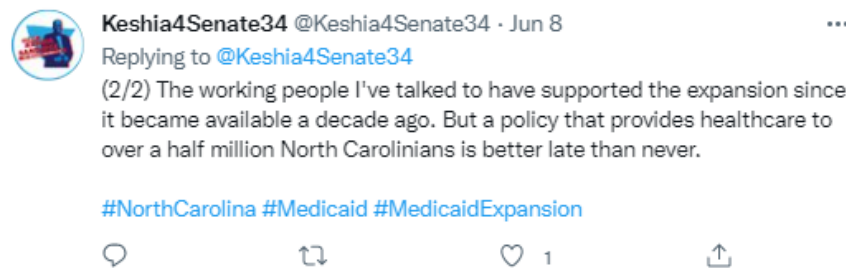 Keshia4Senate34 @Keshia4Senate34 · Jun 8
Replying to @Keshia4Senate34
(2/2) The working people I've talked to have supported the expansion since
it became available a decade ago. But a policy that provides healthcare to
over a half million North Carolinians is better late than never.
#NorthCarolina #Medicaid #MedicaidExpansion
1